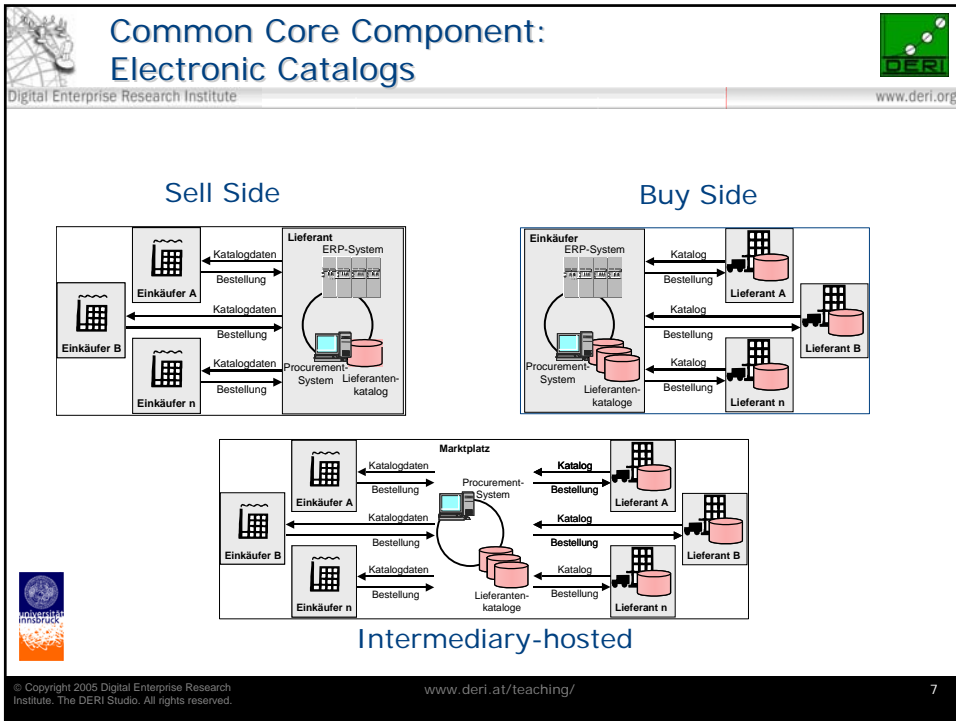 Common Core Component:
Electronic Catalogs
DERI
Digital Enterprise Research Institute
www.deri.org
Sell Side
Lieferant
ERP-System
Katalogdaten
Bestellung
Einkäufer A
Katalogdaten
Bestellung
Einkäufer B
Katalogdaten
Bestellung
Einkäufer n
Procurement-
System
Lieferanten-
katalog
Buy Side
Einkäufer
ERP-System
Katalog
Bestellung
Lieferant A
Katalog
Bestellung
Lieferant B
Katalog
Bestellung
Lieferant n
Procurement-
System
Lieferanten-
kataloge
Marktplatz
Katalogdaten
Bestellung
Einkäufer A
Katalogdaten
Bestellung
Einkäufer B
Katalogdaten
Bestellung
Einkäufer n
Procurement-
System
Lieferanten-
kataloge
Katalog
Bestellung
Lieferant A
Katalog
Bestellung
Lieferant B
Katalog
Bestellung
Lieferant n
Intermediary-hosted
universität
innsbruck
© Copyright 2005 Digital Enterprise Research
Institute. The DERI Studio. All rights reserved.
www.deri.at/teaching/
7